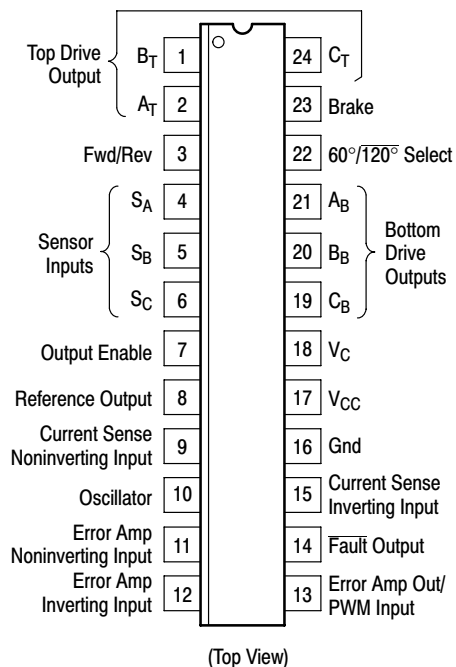 Top Drive
Output
B_T 1
A_T 2
Fwd/Rev 3
Sensor
Inputs
S_A 4
S_B 5
S_C 6
Output Enable 7
Reference Output 8
Current Sense
Noninverting Input 9
Oscillator 10
Error Amp
Noninverting Input 11
Error Amp
Inverting Input 12
24 C_T
23 Brake
22 60°/120° Select
21 A_B
20 B_B
19 C_B
Bottom
Drive
Outputs
18 V_C
17 V_CC
16 Gnd
15 Current Sense
Inverting Input
14 Fault Output
13 Error Amp Out/
PWM Input
(Top View)